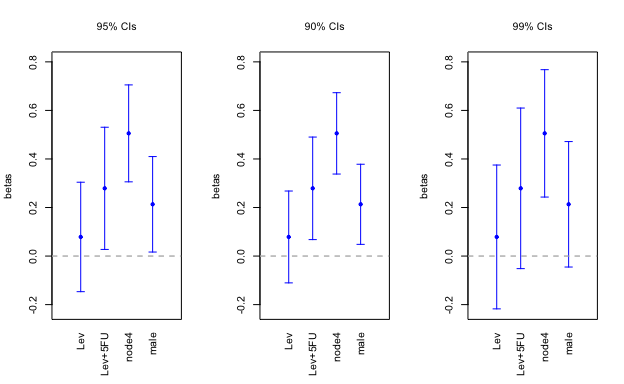 95% CIs
betas
0.8
0.6
0.4
0.2
0.0
-0.2
Lev
Lev+5FU
node4
male
90% CIs
betas
0.8
0.6
0.4
0.2
0.0
-0.2
Lev
Lev+5FU
node4
male
99% CIs
betas
0.8
0.6
0.4
0.2
0.0
-0.2
Lev
Lev+5FU
node4
male